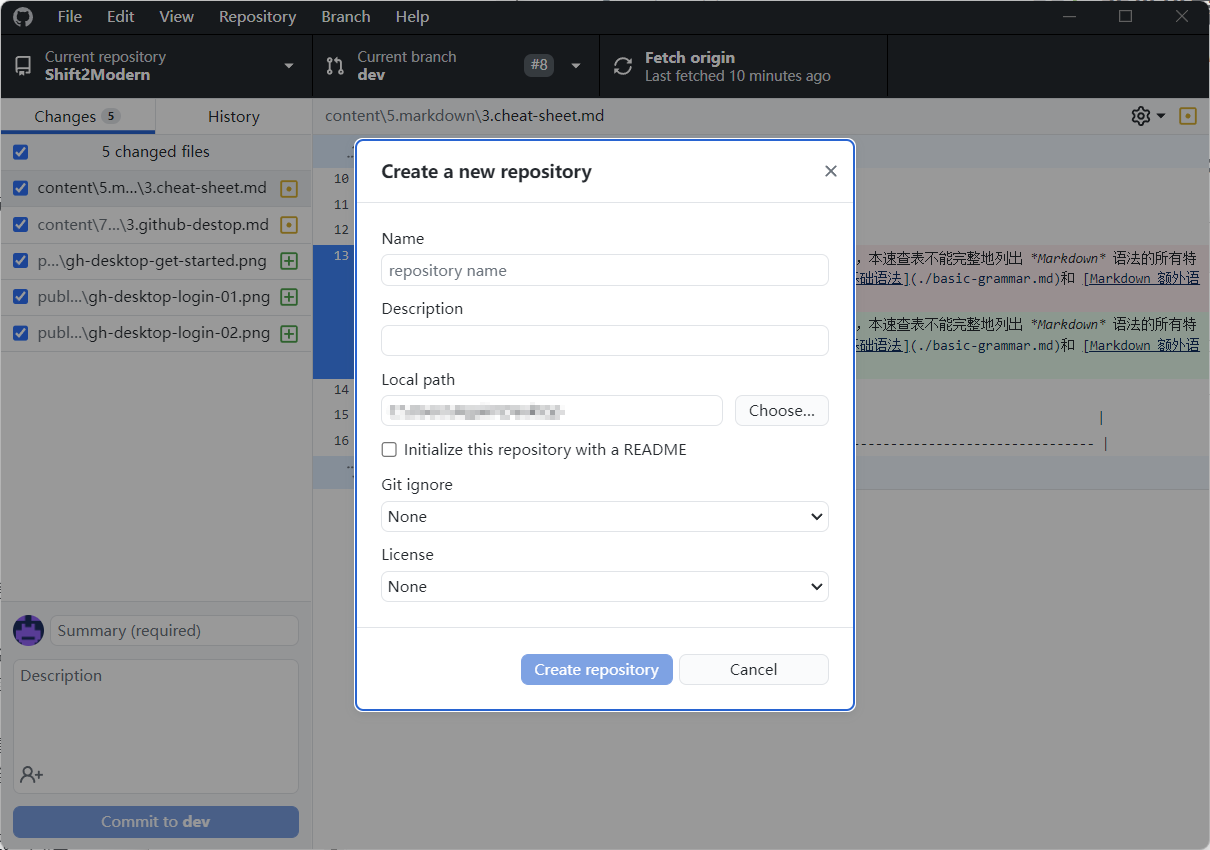 File Edit View Repository Branch Help
Current repository
Shift2Modern
Current branch
dev
#8
Fetch origin
Last fetched 10 minutes ago
Changes 5
History
content\5.markdown\3.cheat-sheet.md
5 changed files
content\5.m...\3.cheat-sheet.md
content\7...\3.github-destop.md
p...\gh-desktop-get-started.png
publ...\gh-desktop-login-01.png
publ...\gh-desktop-login-02.png
Summary (required)
Description
Commit to dev
10
11
12
13
，本速查表不能完整地列出 *Markdown* 语法的所有特
础语法](./basic-grammar.md)和 [Markdown 额外语
，本速查表不能完整地列出 *Markdown* 语法的所有特
础语法](./basic-grammar.md)和 [Markdown 额外语
14
15
|
16
------------------------------- |
Create a new repository
Name
repository name
Description
Local path
Choose...
Initialize this repository with a README
Git ignore
None
License
None
Create repository
Cancel